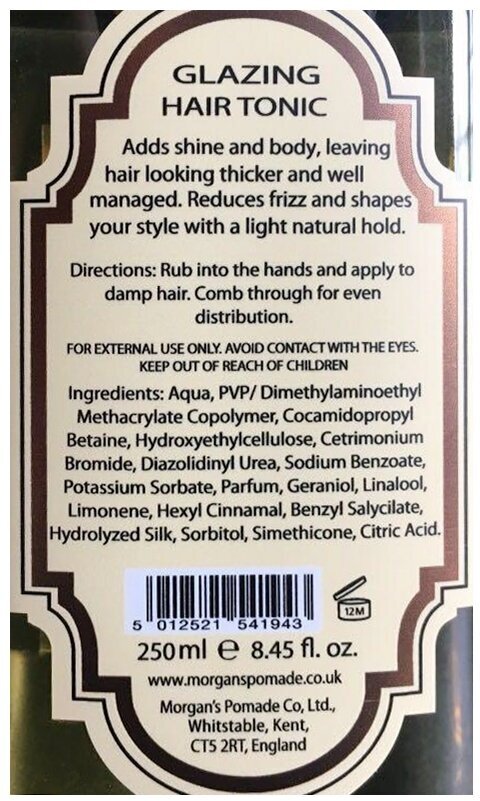 GLAZING
HAIR TONIC
Adds shine and body, leaving
hair looking thicker and well
managed. Reduces frizz and shapes
your style with a light natural hold.
Directions: Rub into the hands and apply to
damp hair. Comb through for even
distribution.
FOR EXTERNAL USE ONLY. AVOID CONTACT WITH THE EYES.
KEEP OUT OF REACH OF CHILDREN
Ingredients: Aqua, PVP/ Dimethylaminoethyl
Methacrylate Copolymer, Cocamidopropyl
Betaine, Hydroxyethylcellulose, Cetrimonium
Bromide, Diazolidinyl Urea, Sodium Benzoate,
Potassium Sorbate, Parfum, Geraniol, Linalool,
Limonene, Hexyl Cinnamal, Benzyl Salycilate,
Hydrolyzed Silk, Sorbitol, Simethicone, Citric Acid.
12M
5 012521 541943
250ml e 8.45 fl. oz.
www.morganspomade.co.uk
Morgan's Pomade Co, Ltd.,
Whitstable, Kent,
CT5 2RT, England